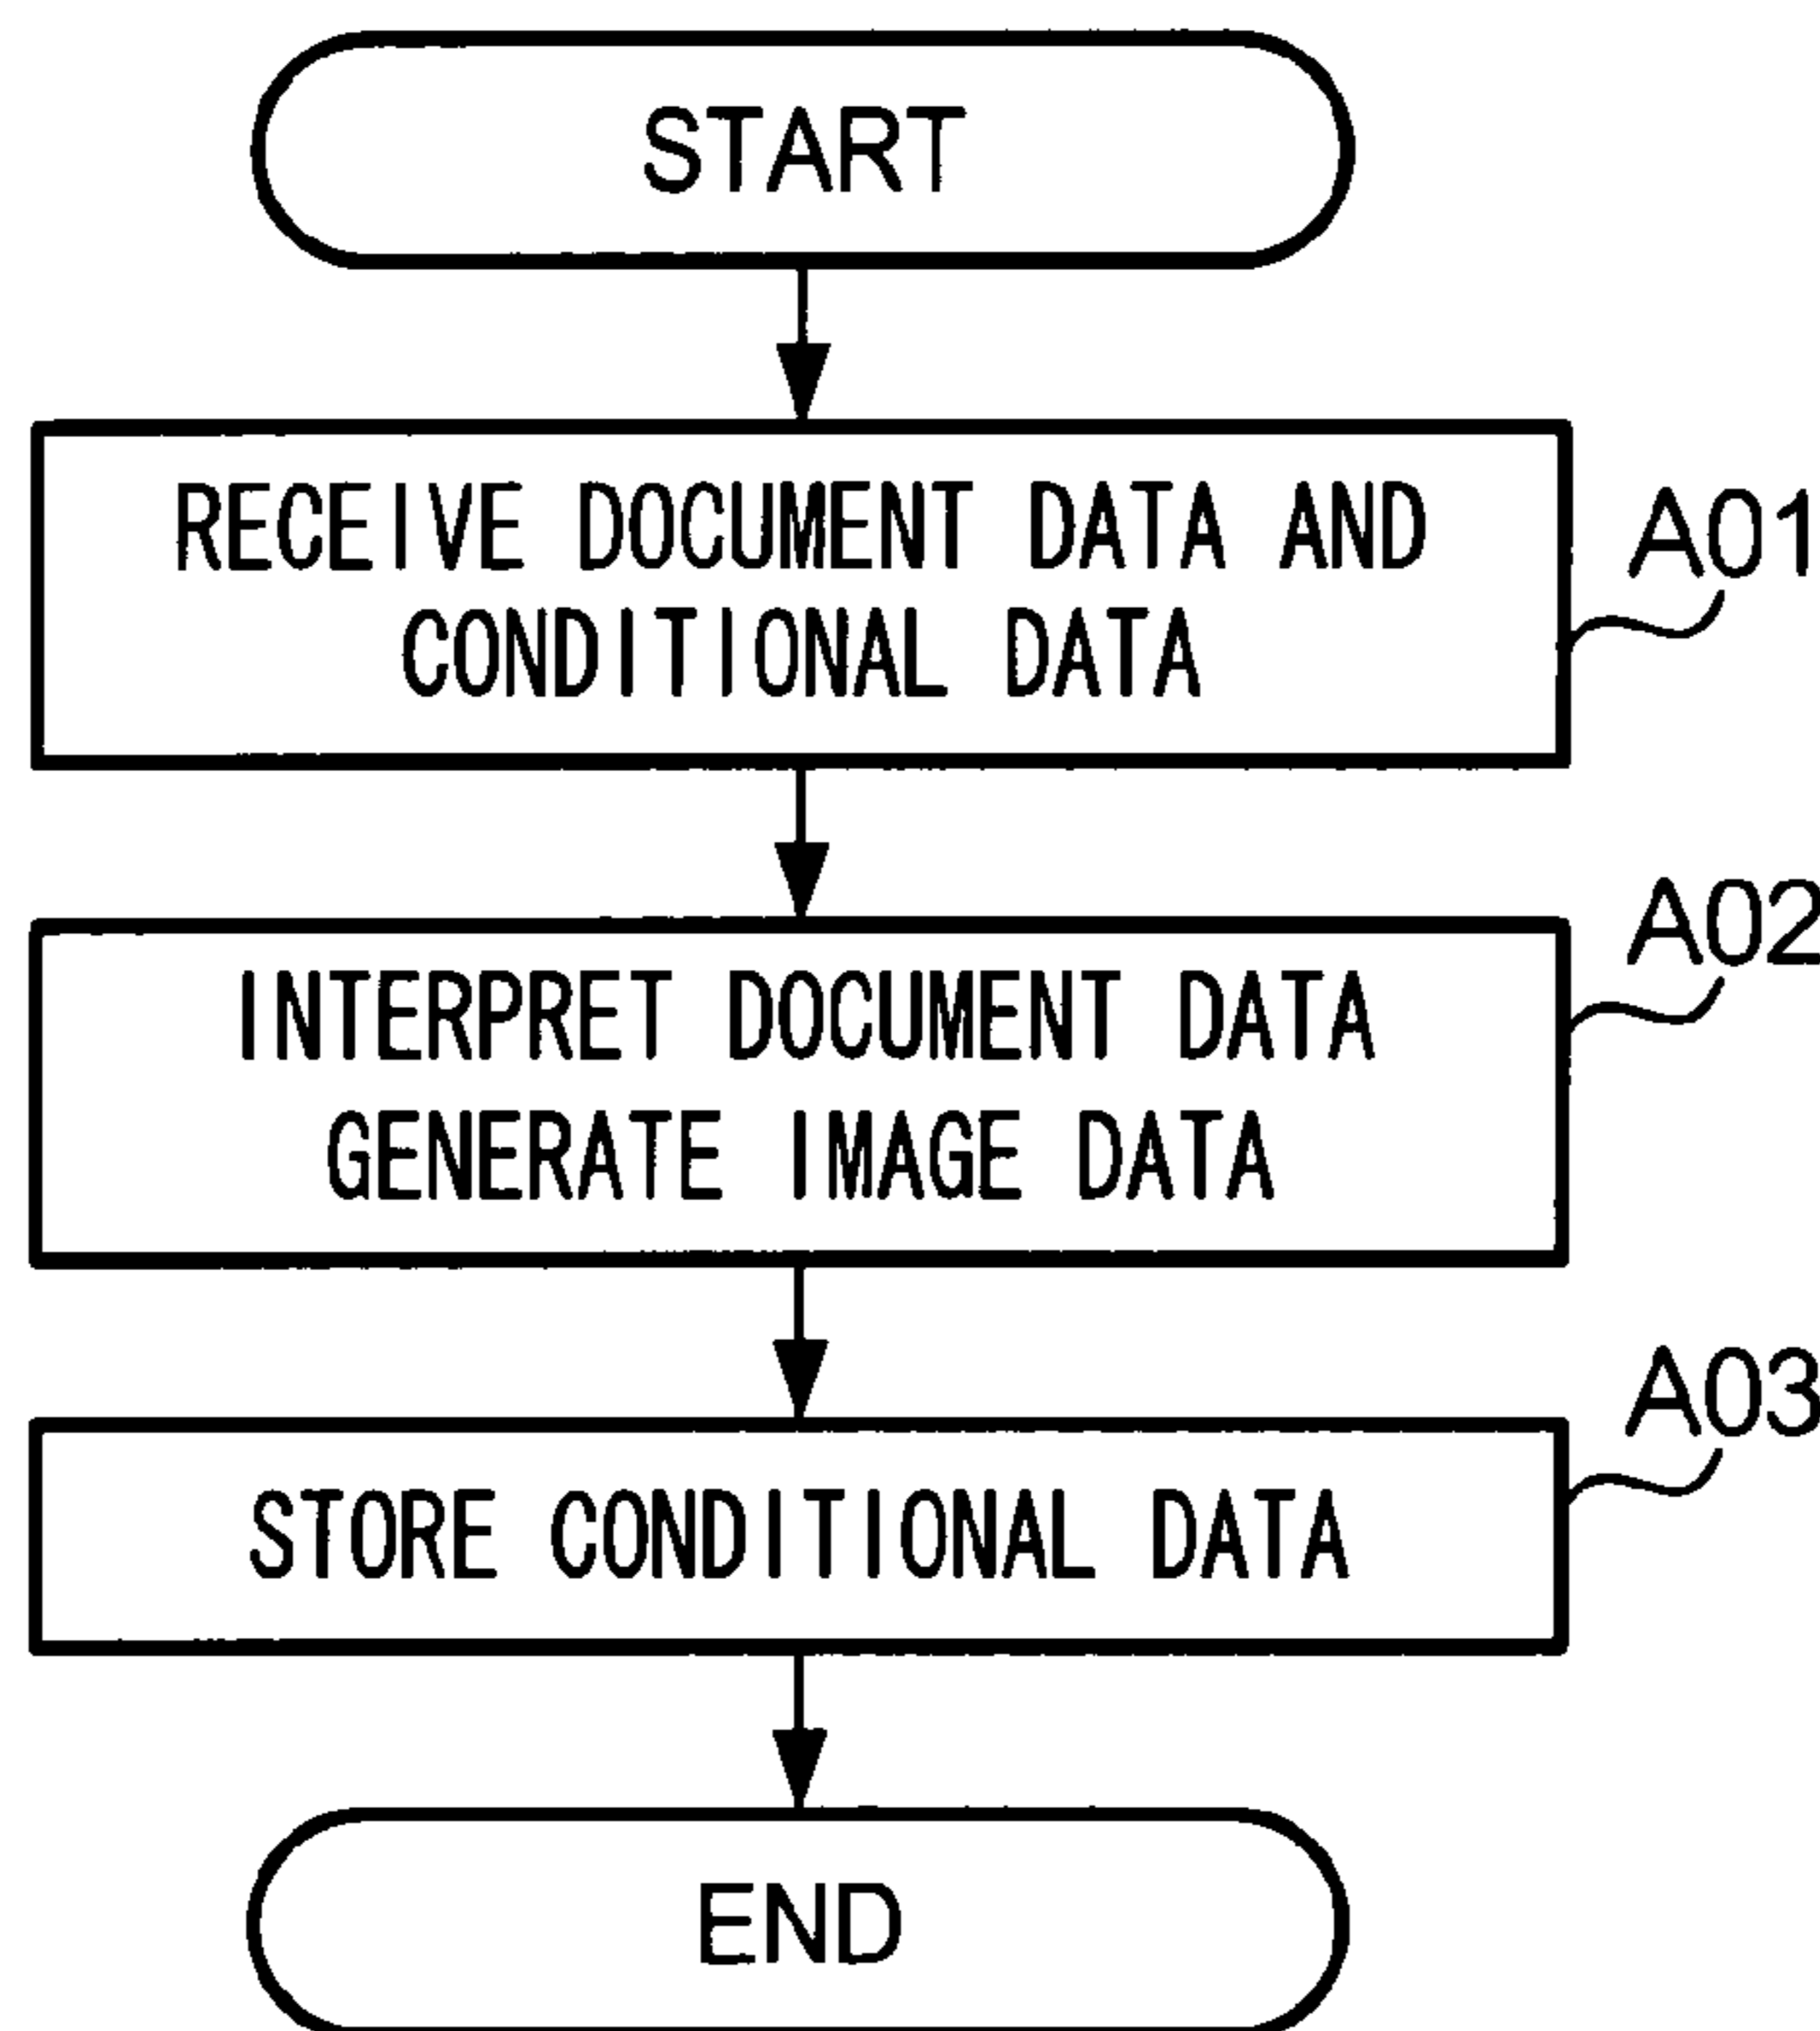 START
RECEIVE DOCUMENT DATA AND
CONDITIONAL DATA
A01
A02
INTERPRET DOCUMENT DATA
GENERATE IMAGE DATA
A03
STORE CONDITIONAL DATA
END